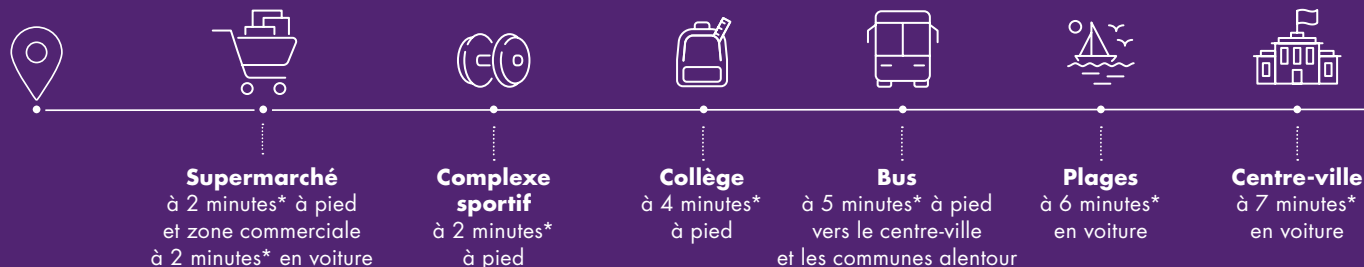 Supermarché
à 2 minutes* à pied
et zone commerciale
à 2 minutes* en voiture
Complexe
sportif
à 2 minutes*
à pied
Collège
à 4 minutes*
à pied
Bus
à 5 minutes* à pied
vers le centre-ville
et les communes alentour
Plages
à 6 minutes*
en voiture
Centre-ville
à 7 minutes*
en voiture